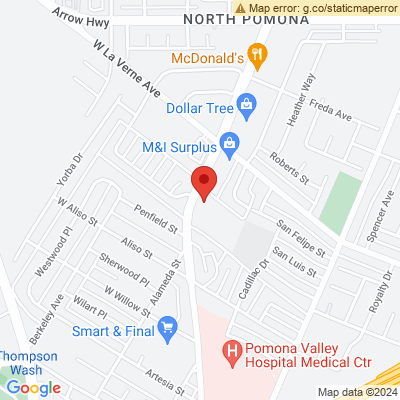 Map error: g.co/staticmaperror
Arrow Hwy
NORTH POMONA
McDonald's
W La Verne Ave
Heather Way
Dollar Tree
Freda Ave
M&I Surplus
Yorba Dr
Roberts St
Spencer Ave
W Aliso St
Penfield St
San Felipe St
Westwood Pl
Aliso St
San Luis St
Sherwood Pl
Alameda St
Cadillac Dr
Royalty Dr
W Willow St
Berkeley Ave
Wilart Pl
Smart & Final
Thompson
Wash
Pomona Valley
Hospital Medical Ctr
Artesia St
Google
Map data ©2024